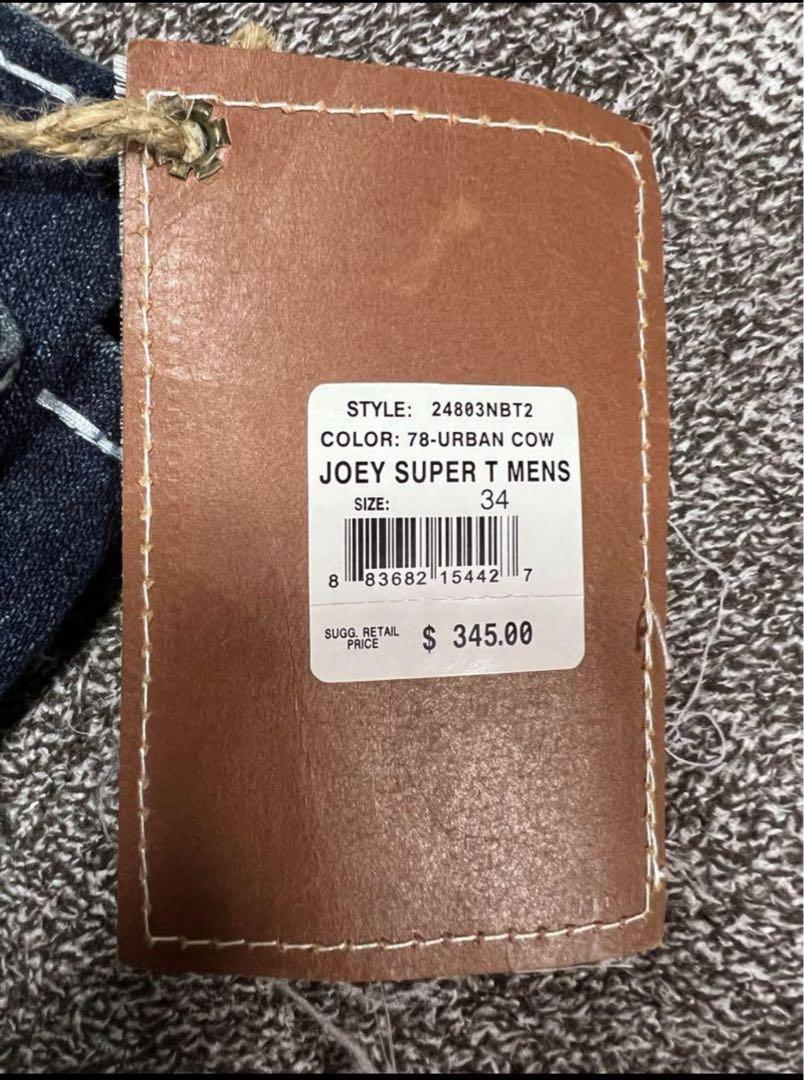 STYLE: 24803NBT2
COLOR: 78-URBAN COW
JOEY SUPER T MENS
SIZE: 34
8 83682 15442 7
SUGG. RETAIL
PRICE
$ 345.00